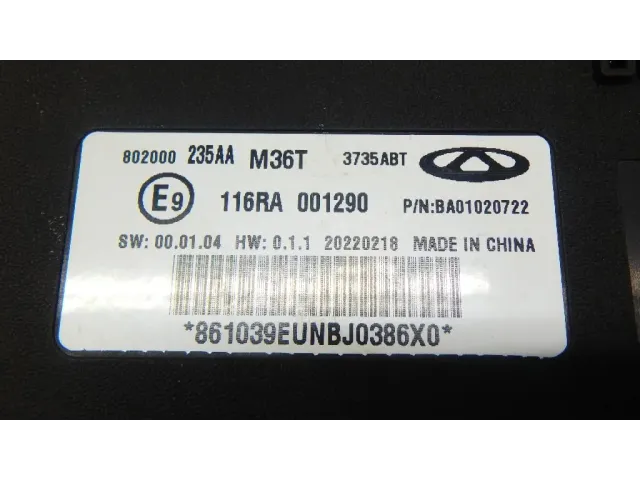 802000 235AA M36T 3735ABT
E9 116RA 001290 P/N:BA01020722
SW: 00.01.04 HW: 0.1.1 20220218 MADE IN CHINA
*861039EUNBJ0386X0*